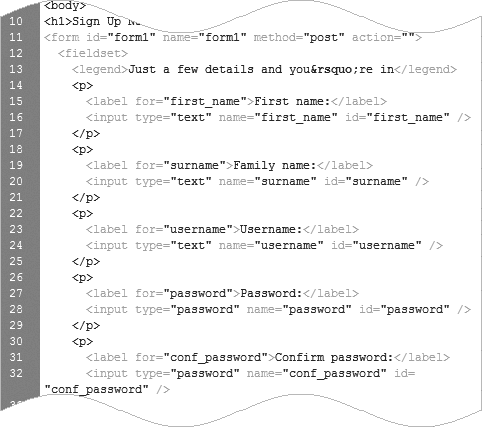 <body>
10 <h1>Sign Up
11 <form id="form1" name="form1" method="post" action="">
12 <fieldset>
13 <legend>Just a few details and you&rsquo;re in</legend>
14 <p>
15 <label for="first_name">First name:</label>
16 <input type="text" name="first_name" id="first_name" />
17 </p>
18 <p>
19 <label for="surname">Family name:</label>
20 <input type="text" name="surname" id="surname" />
21 </p>
22 <p>
23 <label for="username">Username:</label>
24 <input type="text" name="username" id="username" />
25 </p>
26 <p>
27 <label for="password">Password:</label>
28 <input type="password" name="password" id="password" />
29 </p>
30 <p>
31 <label for="conf_password">Confirm password:</label>
32 <input type="password" name="conf_password" id=
"conf_password" />